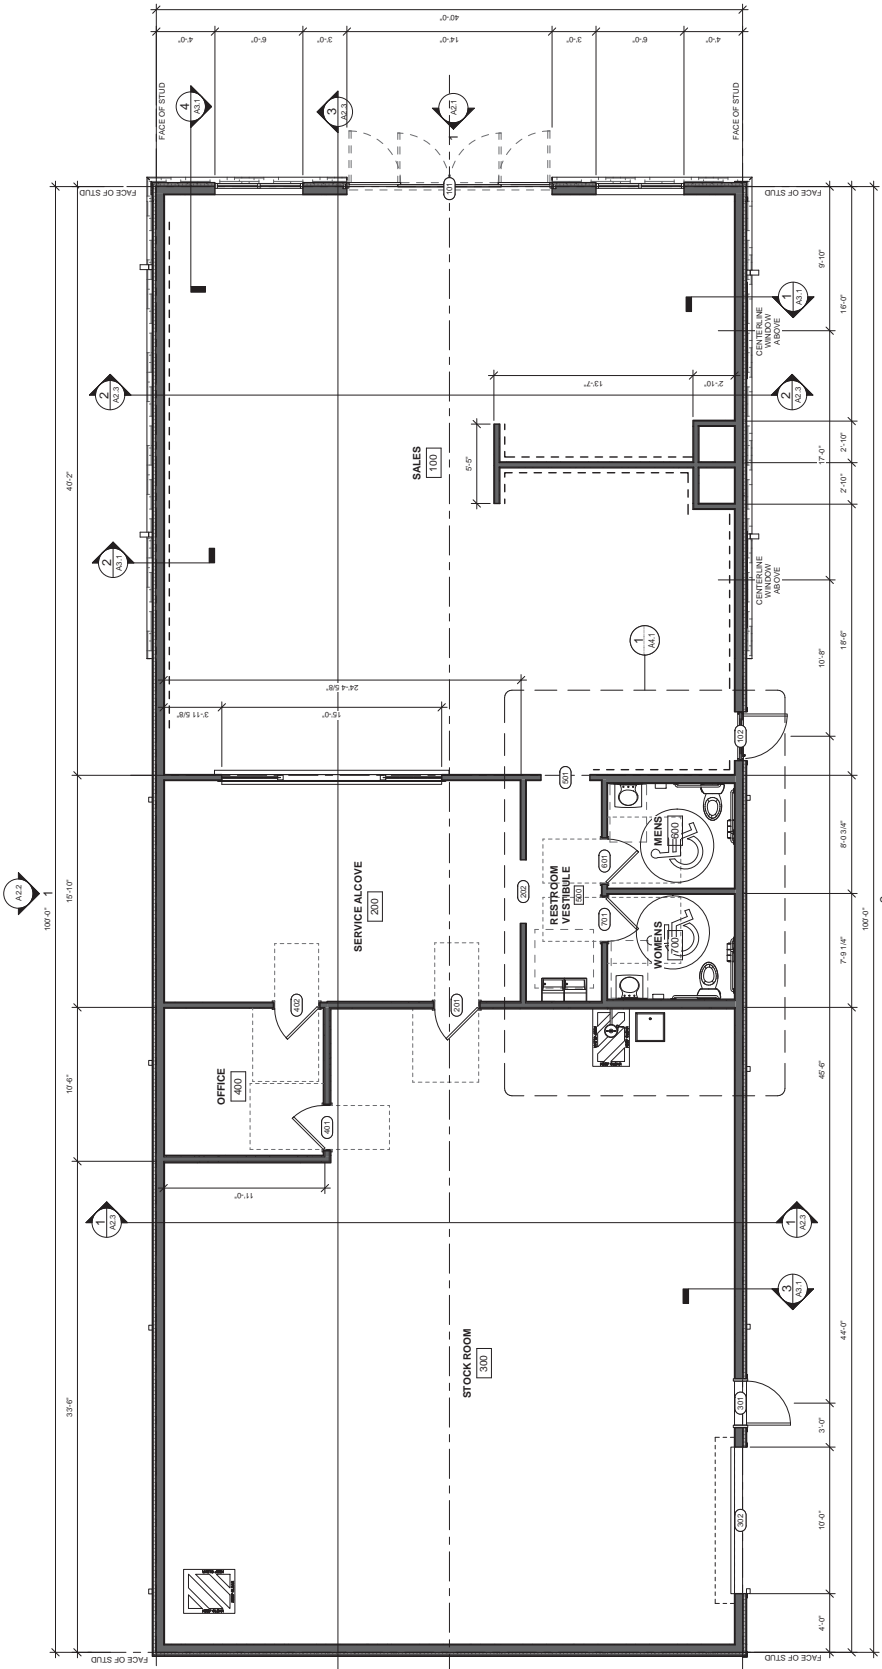 40'-0"
4'-0"
6'-0"
3'-0"
14'-0"
3'-0"
6'-0"
4'-0"
FACE OF STUD
4
A3.1
3
A2.3
A2.1
1
FACE OF STUD
FACE OF STUD
101
FACE OF STUD
9'-10"
16'-0"
1
A3.1
CENTERLINE
WINDOW
ABOVE
2
A2.3
2
A2.3
13'-7"
2'-10"
40'-2"
SALES
100
5'-5"
17'-0"
2'-10"
2'-10"
2
A3.1
CENTERLINE
WINDOW
ABOVE
1
A4.1
10'-8"
18'-6"
24'-4 5/8"
3'-11 5/8"
15'-0"
102
501
A2.2
1
100'-0"
15'-10"
SERVICE ALCOVE
200
202
RESTROOM
VESTIBULE
500
601
MENS
600
8'-0 3/4"
701
WOMENS
700
7'-9 1/4"
100'-0"
402
201
10'-6"
OFFICE
400
401
45'-6"
11'-0"
1
A2.3
1
A2.3
3
A3.1
33'-6"
STOCK ROOM
300
44'-0"
301
3'-0"
302
10'-0"
4'-0"
FACE OF STUD
FACE OF STUD